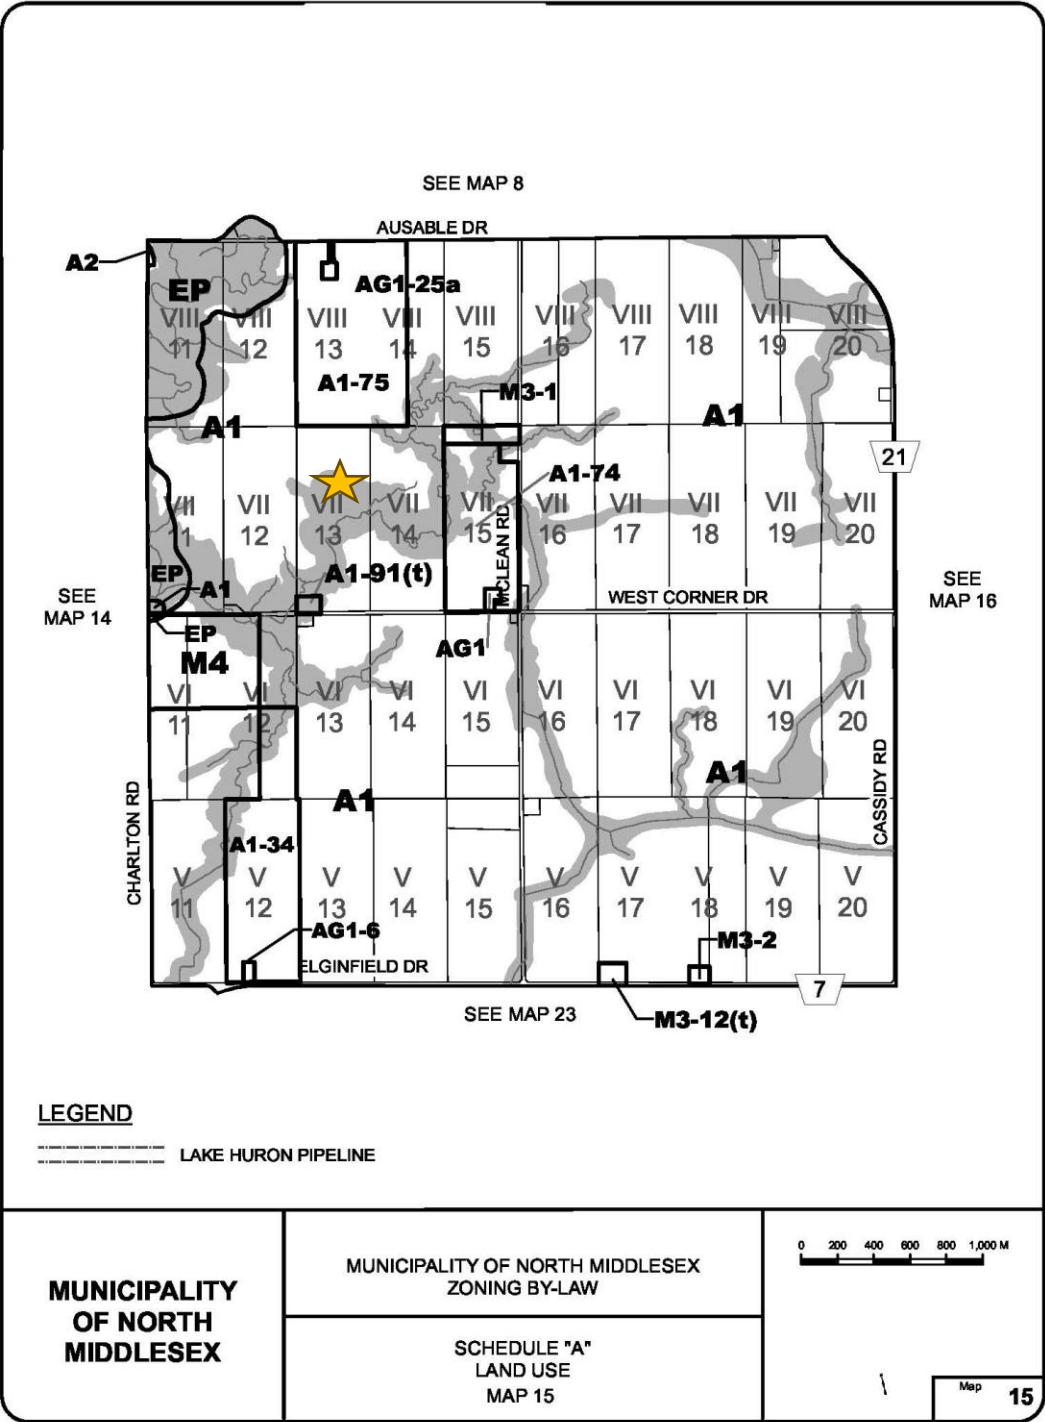 SEE MAP 8
AUSABLE DR
A2
EP
AG1-25a
VIII 11
VIII 12
VIII 13
VIII 14
VIII 15
VIII 16
VIII 17
VIII 18
VIII 19
VIII 20
A1-75
M3-1
A1
A1
21
A1-74
VII 11
VII 12
VII 13
VII 14
VII 15
MCLEAN RD
VII 16
VII 17
VII 18
VII 19
VII 20
EP
A1
A1-91(t)
SEE
MAP 14
WEST CORNER DR
SEE
MAP 16
EP
AG1
M4
VI 11
VI 12
VI 13
VI 14
VI 15
VI 16
VI 17
VI 18
VI 19
VI 20
A1
A1
CHARLTON RD
CASSIDY RD
A1-34
V 11
V 12
V 13
V 14
V 15
V 16
V 17
V 18
V 19
V 20
AG1-6
M3-2
ELGINFIELD DR
7
SEE MAP 23
M3-12(t)
LEGEND
LAKE HURON PIPELINE
MUNICIPALITY
OF NORTH
MIDDLESEX
MUNICIPALITY OF NORTH MIDDLESEX
ZONING BY-LAW
SCHEDULE "A"
LAND USE
MAP 15
0 200 400 600 800 1,000 M
Map 15